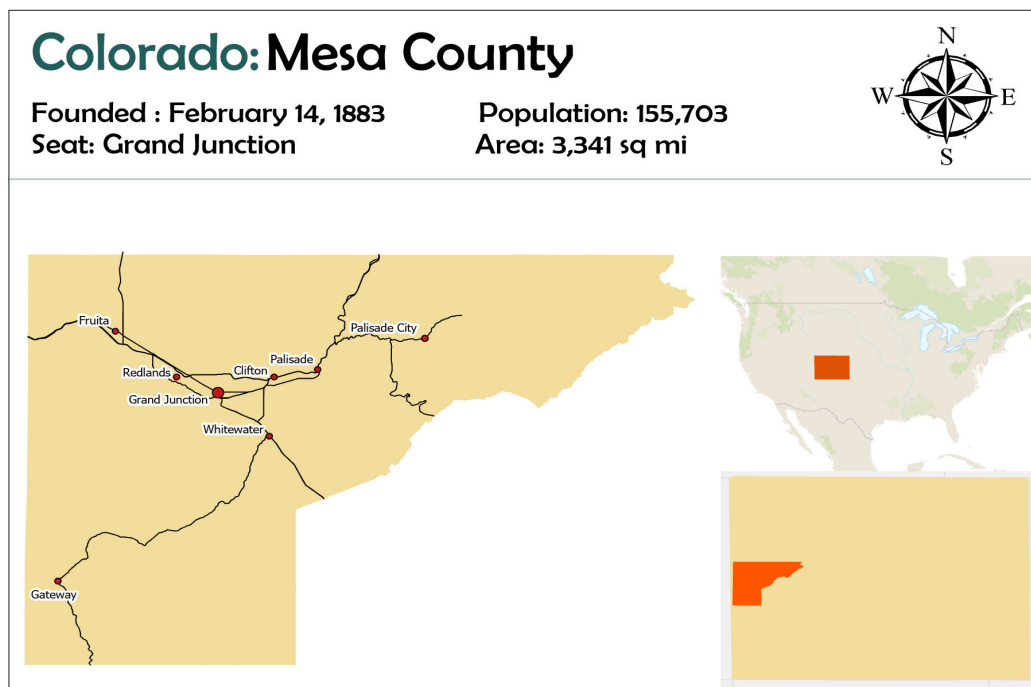 Colorado: Mesa County
Founded : February 14, 1883
Population: 155,703
Seat: Grand Junction
Area: 3,341 sq mi
N
W
E
S
Fruita
Palisade City
Palisade
Redlands
Clifton
Grand Junction
Whitewater
Gateway